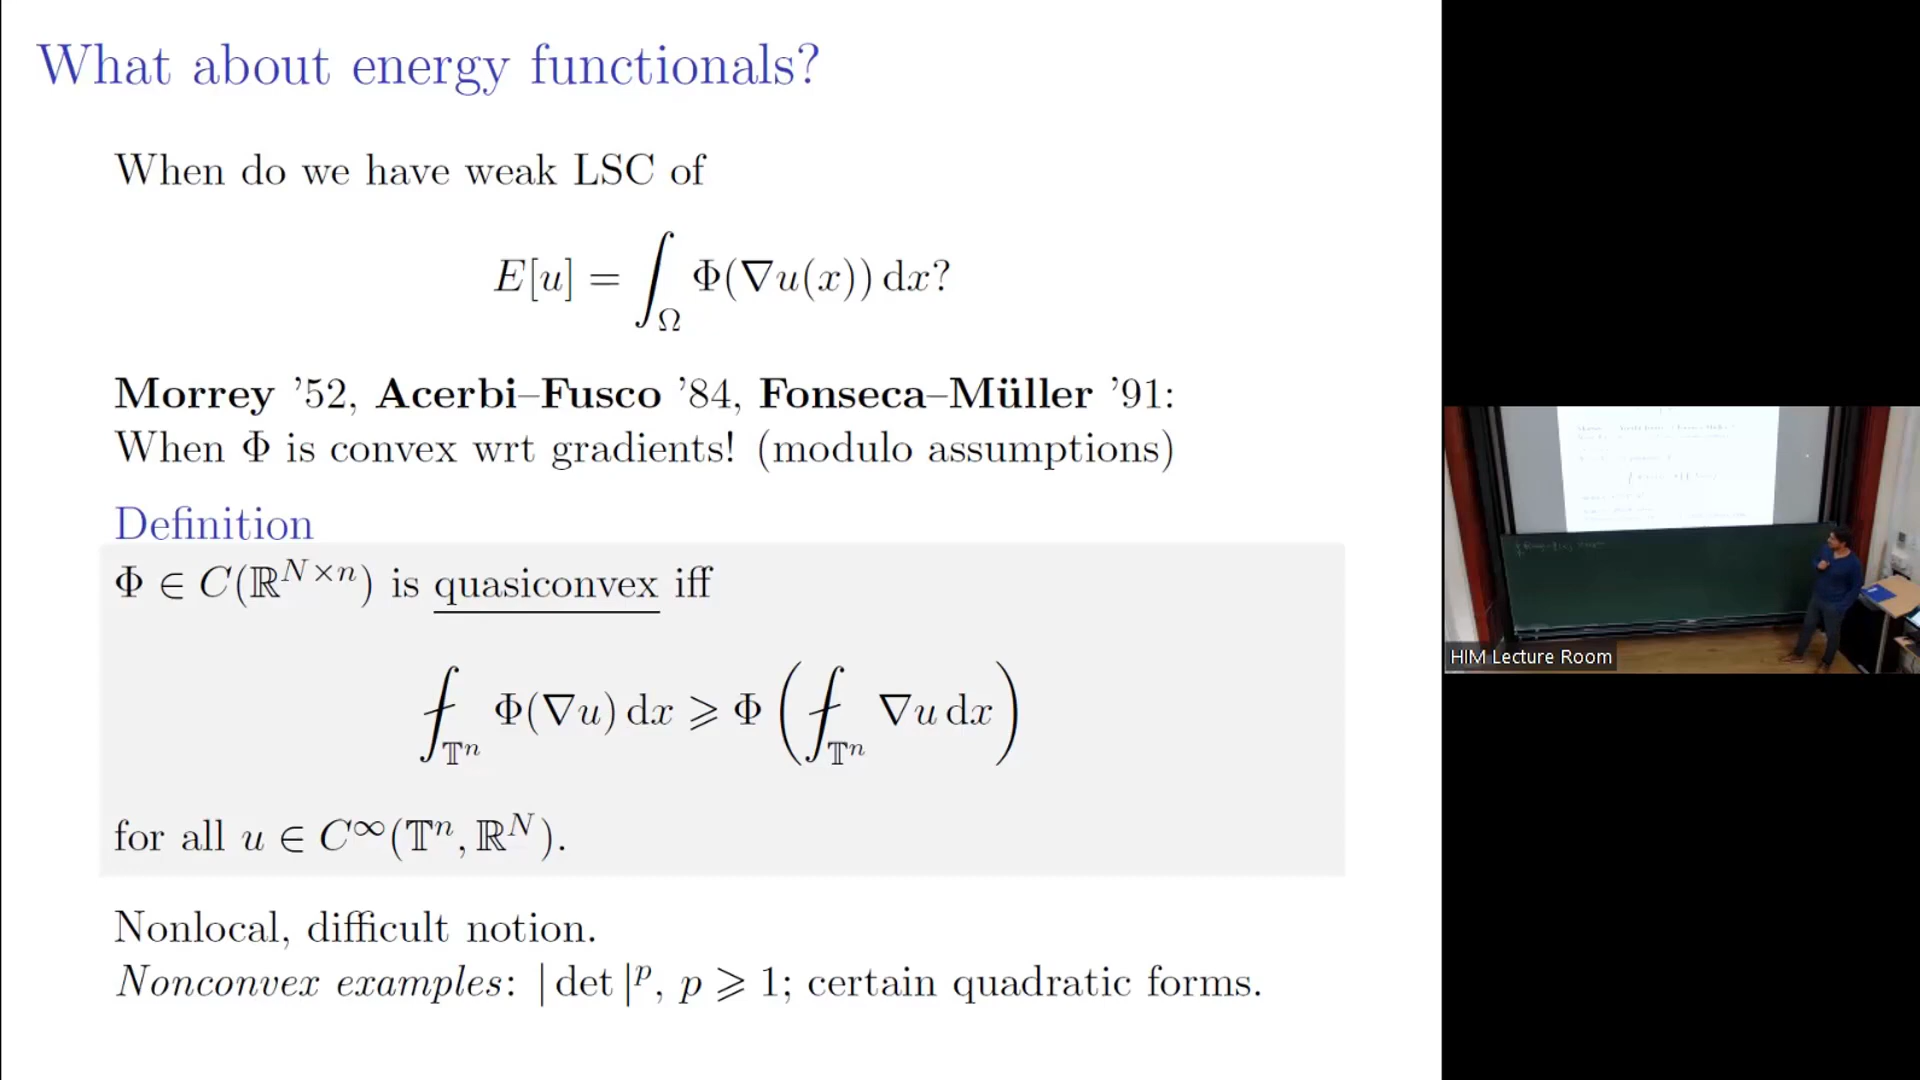 What about energy functionals?
When do we have weak LSC of
E[u] = ∫_Ω Φ(∇u(x)) dx?
Morrey '52, Acerbi–Fusco '84, Fonseca–Müller '91:
When Φ is convex wrt gradients! (modulo assumptions)
Definition
Φ ∈ C(ℝ^{N×n}) is quasiconvex iff
⨍_{𝕋^n} Φ(∇u) dx ⩾ Φ(⨍_{𝕋^n} ∇u dx)
for all u ∈ C^∞(𝕋^n, ℝ^N).
Nonlocal, difficult notion.
Nonconvex examples: |det|^p, p ⩾ 1; certain quadratic forms.
HIM Lecture Room